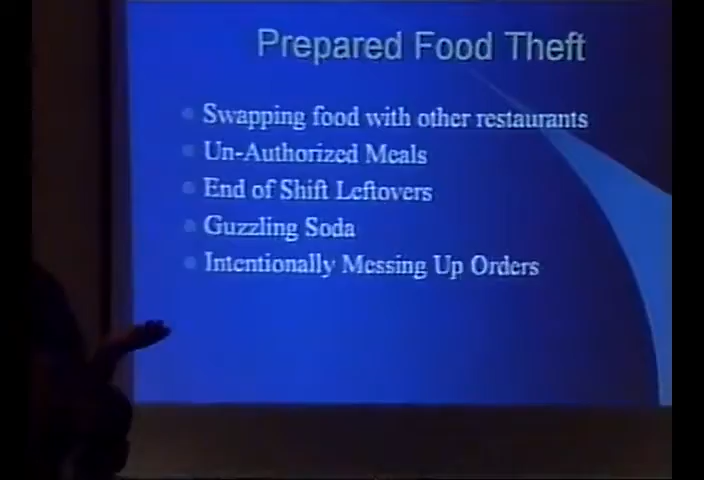 Prepared Food Theft
Swapping food with other restaurants
Un-Authorized Meals
End of Shift Leftovers
Guzzling Soda
Intentionally Messing Up Orders